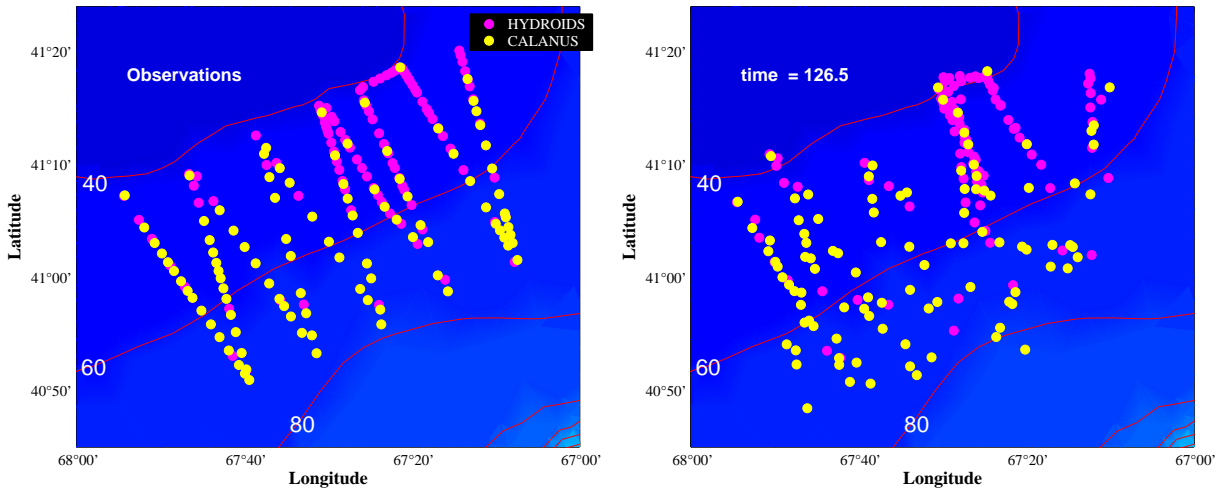 HYDROIDS
CALANUS
Observations
41°20'
41°10'
41°00'
40°50'
Latitude
40
60
80
68°00'
67°40'
67°20'
67°00'
Longitude
time = 126.5
41°20'
41°10'
41°00'
40°50'
Latitude
40
60
80
68°00'
67°40'
67°20'
67°00'
Longitude